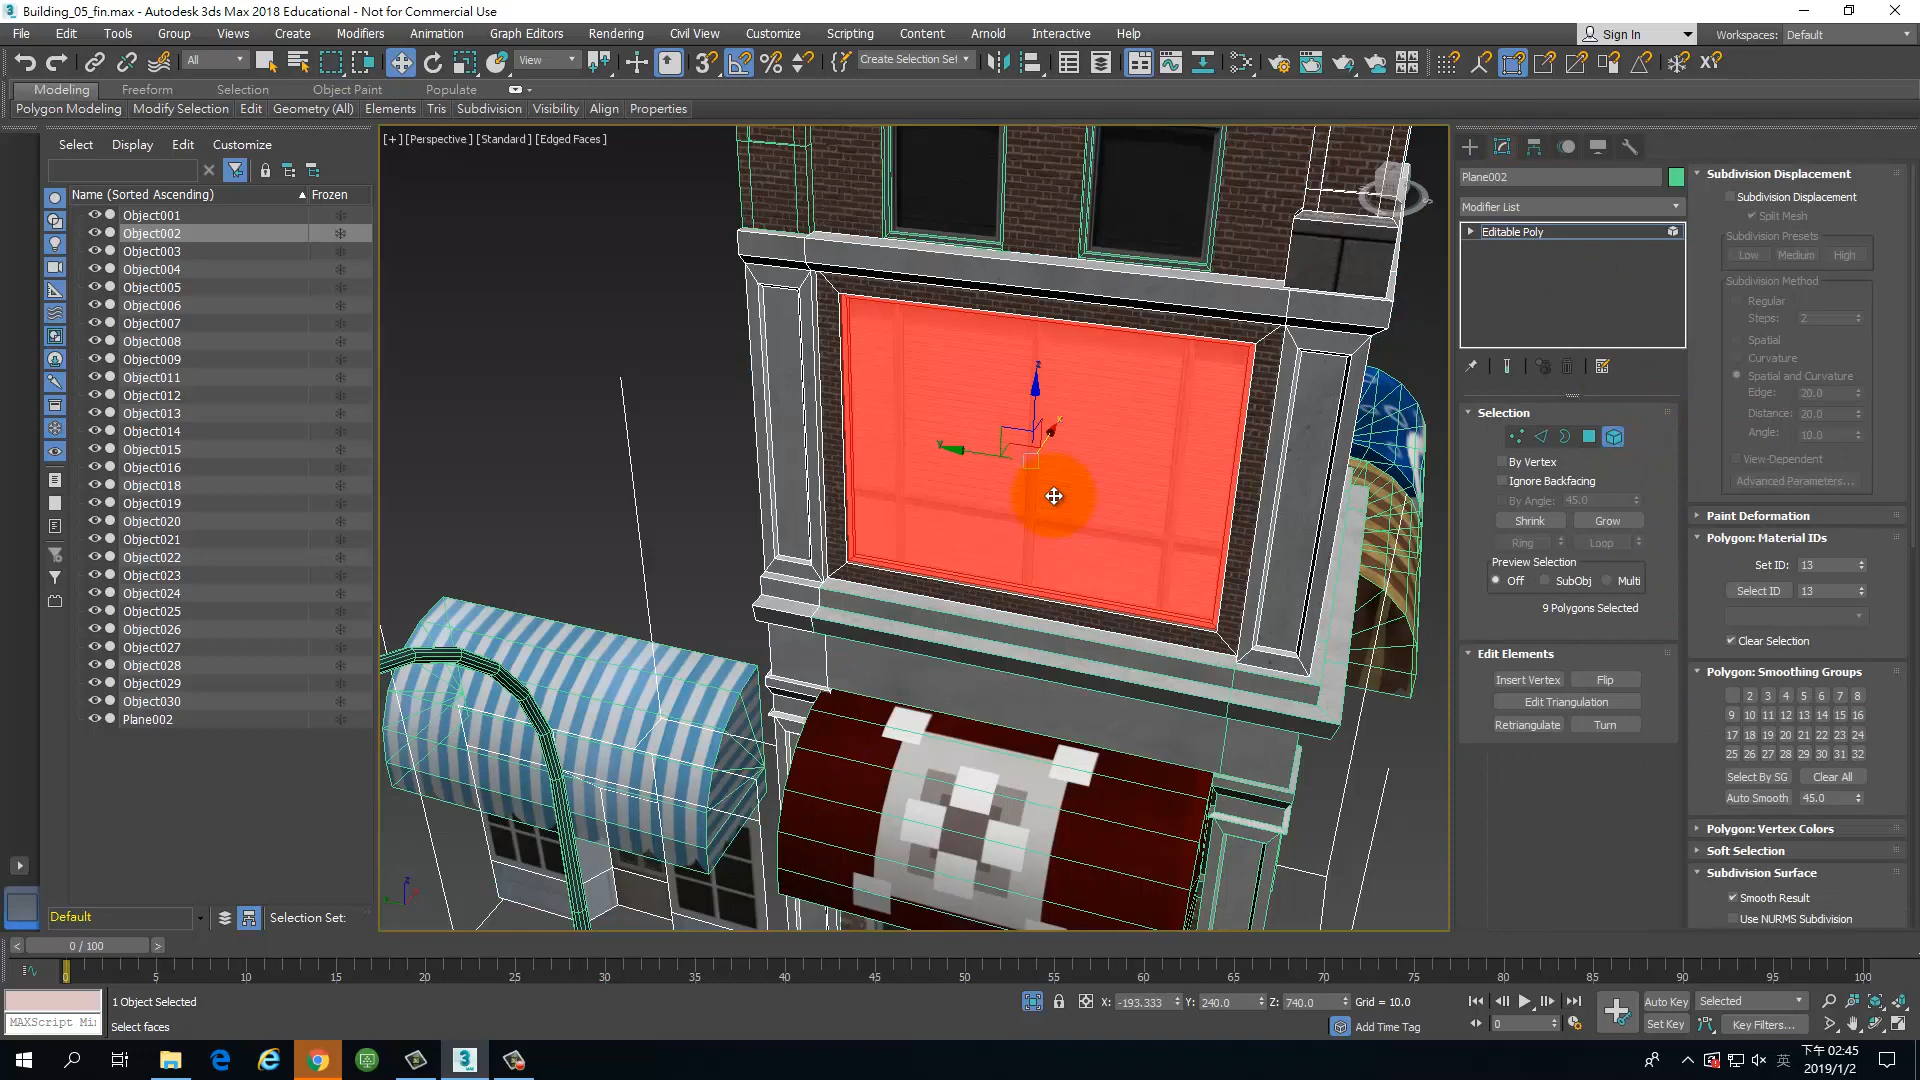 Building_05_fin.max - Autodesk 3ds Max 2018 Educational - Not for Commercial Use
File Edit Tools Group Views Create Modifiers Animation Graph Editors Rendering Civil View Customize Scripting Content Arnold Interactive Help
Sign In Workspaces: Default
All View Create Selection Set
Modeling Freeform Selection Object Paint Populate
Polygon Modeling Modify Selection Edit Geometry (All) Elements Tris Subdivision Visibility Align Properties
Select Display Edit Customize
Name (Sorted Ascending) Frozen
Object001
Object002
Object003
Object004
Object005
Object006
Object007
Object008
Object009
Object011
Object012
Object013
Object014
Object015
Object016
Object018
Object019
Object020
Object021
Object022
Object023
Object024
Object025
Object026
Object027
Object028
Object029
Object030
Plane002
Default Selection Set:
[+] [Perspective] [Standard] [Edged Faces]
z
x
y
z
Plane002
Modifier List
Editable Poly
Selection
By Vertex
Ignore Backfacing
By Angle: 45.0
Shrink Grow
Ring Loop
Preview Selection
Off SubObj Multi
9 Polygons Selected
Edit Elements
Insert Vertex Flip
Edit Triangulation
Retriangulate Turn
Subdivision Displacement
Subdivision Displacement
Split Mesh
Subdivision Presets
Low Medium High
Subdivision Method
Regular
Steps: 2
Spatial
Curvature
Spatial and Curvature
Edge: 20.0
Distance: 20.0
Angle: 10.0
View-Dependent
Advanced Parameters...
Paint Deformation
Polygon: Material IDs
Set ID: 13
Select ID 13
Clear Selection
Polygon: Smoothing Groups
2 3 4 5 6 7 8
9 10 11 12 13 14 15 16
17 18 19 20 21 22 23 24
25 26 27 28 29 30 31 32
Select By SG Clear All
Auto Smooth 45.0
Polygon: Vertex Colors
Soft Selection
Subdivision Surface
Smooth Result
Use NURMS Subdivision
< 0 / 100 >
0 5 10 15 20 25 30 35 40 45 50 55 60 65 70 75 80 85 90 95 100
1 Object Selected X: -193.333 Y: 240.0 Z: 740.0 Grid = 10.0 Auto Key Selected
MAXScript Mi Select faces Add Time Tag 0 Set Key Key Filters...
英 下午 02:45
2019/1/2